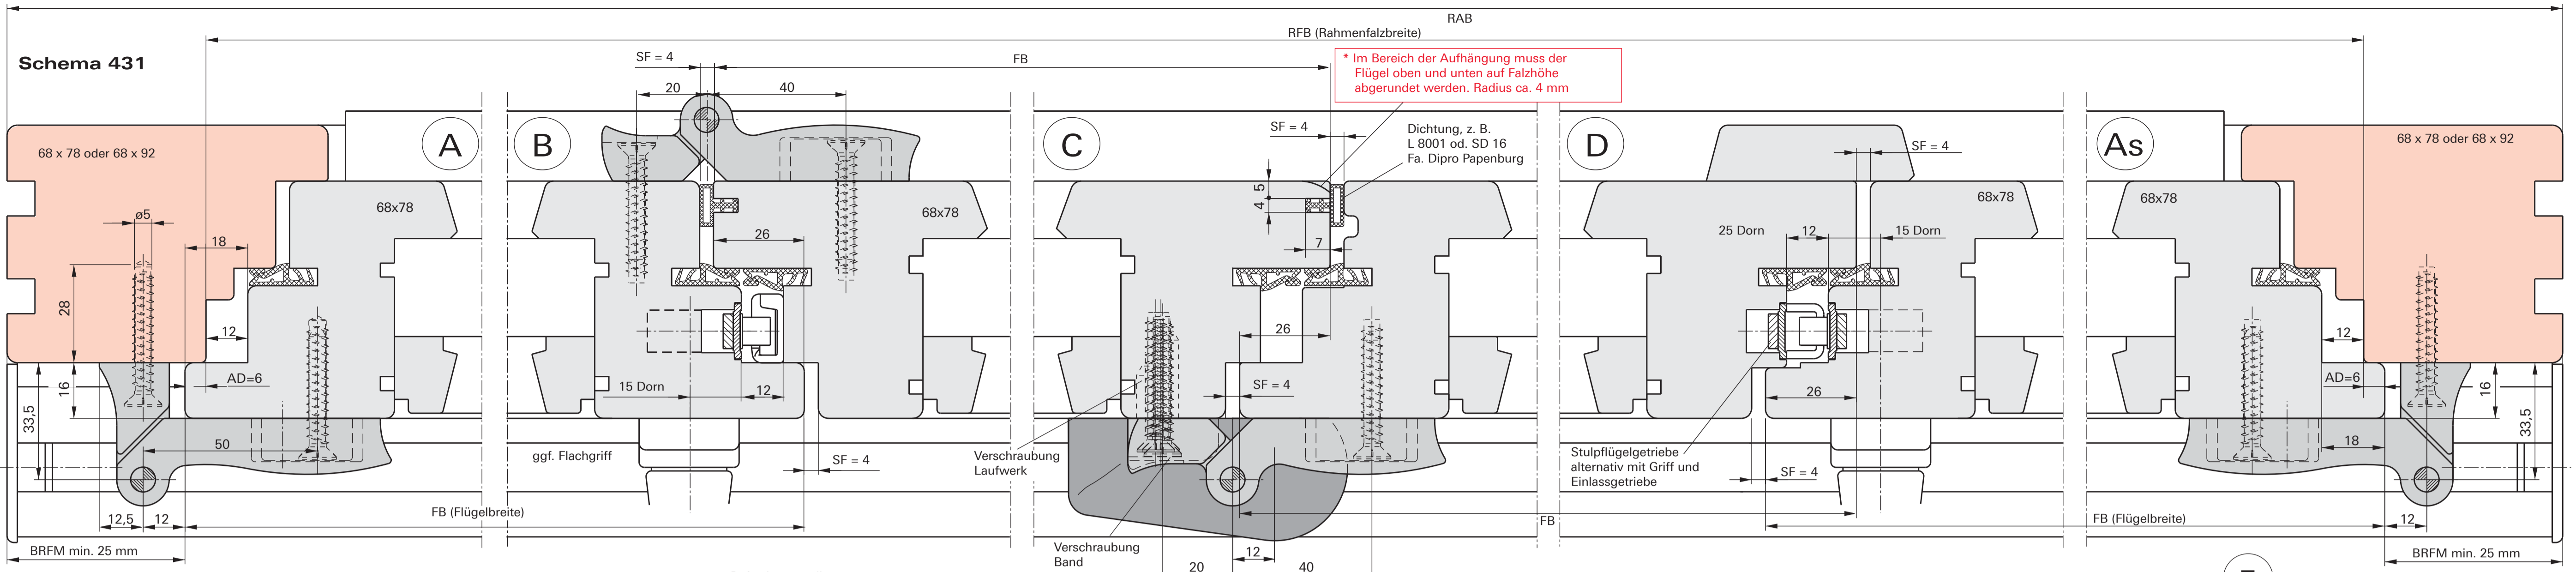 RAB
RFB (Rahmenfalzbreite)
Schema 431
SF = 4
FB
* Im Bereich der Aufhängung muss der
Flügel oben und unten auf Falzhöhe
abgerundet werden. Radius ca. 4 mm
20
40
68 x 78 oder 68 x 92
A
B
C
SF = 4
Dichtung, z. B.
L 8001 od. SD 16
Fa. Dipro Papenburg
D
SF = 4
As
68 x 78 oder 68 x 92
ø5
18
68x78
68x78
26
5
4
7
25 Dorn
12
15 Dorn
68x78
68x78
28
12
26
12
AD=6
16
33,5
50
15 Dorn
12
SF = 4
26
AD=6
16
33,5
18
ggf. Flachgriff
SF = 4
Verschraubung
Laufwerk
Stulpflügelgetriebe
alternativ mit Griff und
Einlassgetriebe
SF = 4
12,5
12
FB (Flügelbreite)
FB
FB (Flügelbreite)
12
BRFM min. 25 mm
Verschraubung
Band
12
20
40
BRFM min. 25 mm